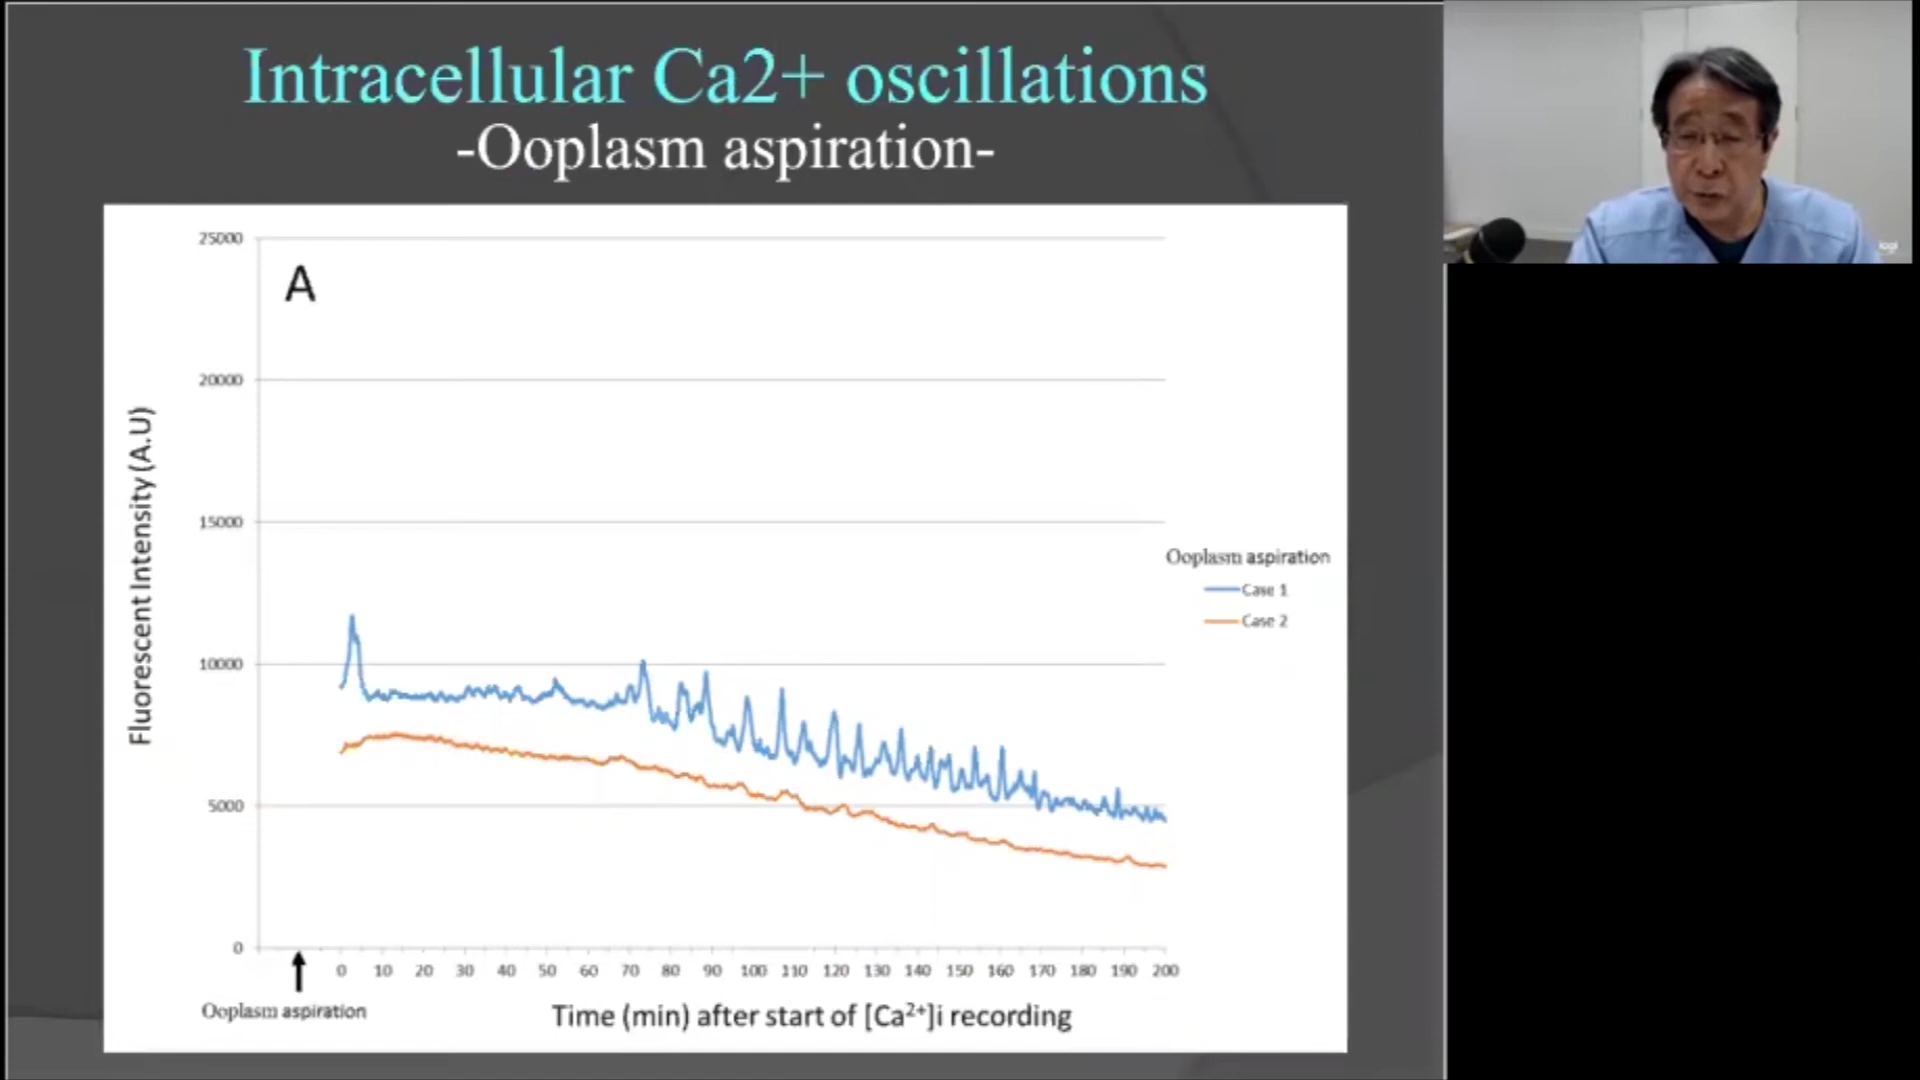 Intracellular Ca2+ oscillations
-Ooplasm aspiration-
A
Fluorescent Intensity (A.U)
25000
20000
15000
10000
5000
0
Ooplasm aspiration
Case 1
Case 2
0 10 20 30 40 50 60 70 80 90 100 110 120 130 140 150 160 170 180 190 200
Ooplasm aspiration
Time (min) after start of [Ca²⁺]i recording
logi